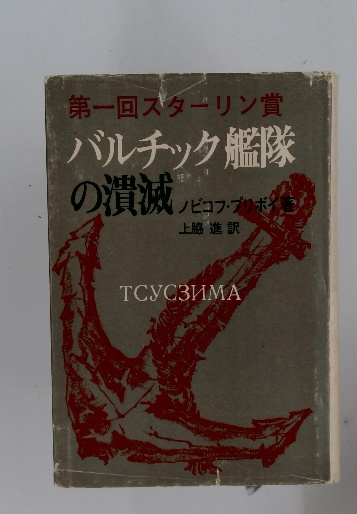 第一回スターリン賞
バルチック艦隊
の潰滅
ノビコフ・プリボイ著
上脇 進 訳
ТСУСЗИМА